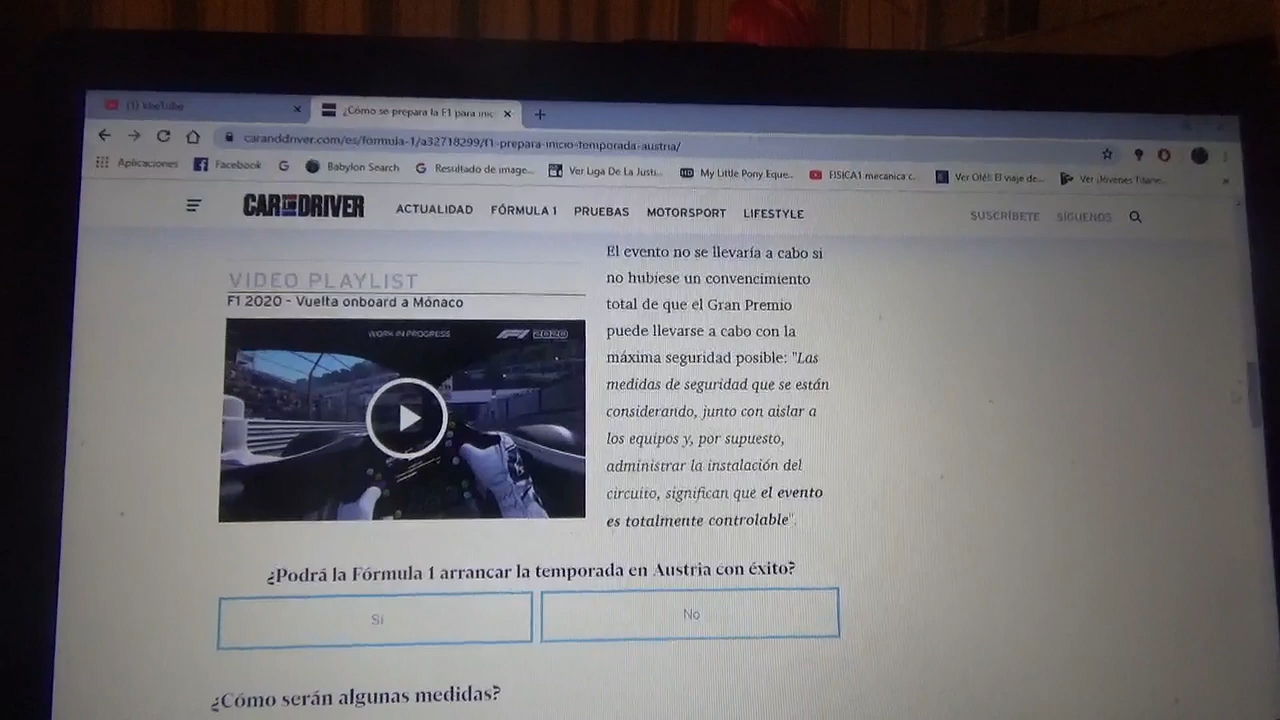 (1) YouTube
¿Cómo se prepara la F1 para inic
caranddriver.com/es/formula-1/a32718299/f1-prepara-inicio-temporada-austria/
Aplicaciones
Facebook
Babylon Search
Resultado de image...
Ver Liga De La Justi...
My Little Pony Eque..
FISICA1 mecanica c..
Ver Olé!: El viaje de...
Ver Jóvenes Titane..
CAR DRIVER
ACTUALIDAD
FÓRMULA 1
PRUEBAS
MOTORSPORT
LIFESTYLE
SUSCRÍBETE
SÍGUENOS
VIDEO PLAYLIST
F1 2020 - Vuelta onboard a Mónaco
WORK IN PROGRESS
F1 2020
El evento no se llevaría a cabo si
no hubiese un convencimiento
total de que el Gran Premio
puede llevarse a cabo con la
máxima seguridad posible: "Las
medidas de seguridad que se están
considerando, junto con aislar a
los equipos y, por supuesto,
administrar la instalación del
circuito, significan que el evento
es totalmente controlable".
¿Podrá la Fórmula 1 arrancar la temporada en Austria con éxito?
Sí
No
¿Cómo serán algunas medidas?